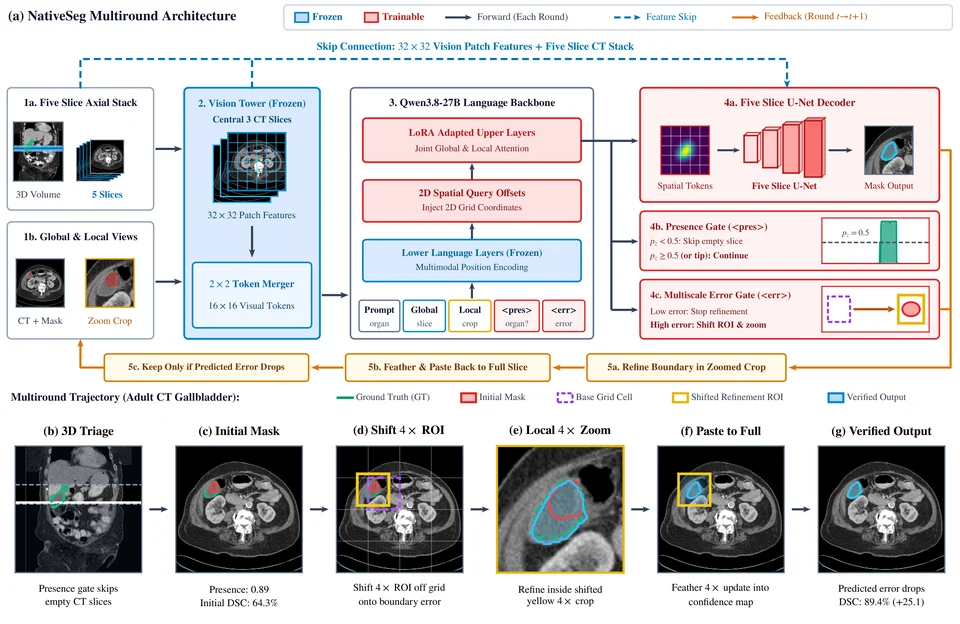 (a) NativeSeg Multiround Architecture
Frozen
Trainable
Forward (Each Round)
Feature Skip
Feedback (Round t→t+1)
Skip Connection: 32 × 32 Vision Patch Features + Five Slice CT Stack
1a. Five Slice Axial Stack
3D Volume
5 Slices
1b. Global & Local Views
CT + Mask
Zoom Crop
2. Vision Tower (Frozen)
Central 3 CT Slices
32 × 32 Patch Features
2 × 2 Token Merger
16 × 16 Visual Tokens
3. Qwen3.8-27B Language Backbone
LoRA Adapted Upper Layers
Joint Global & Local Attention
2D Spatial Query Offsets
Inject 2D Grid Coordinates
Lower Language Layers (Frozen)
Multimodal Position Encoding
Prompt
organ
Global
slice
Local
crop
<pres>
organ?
<err>
error
4a. Five Slice U-Net Decoder
Spatial Tokens
Five Slice U-Net
Mask Output
4b. Presence Gate (<pres>)
p_z < 0.5: Skip empty slice
p_z ≥ 0.5 (or tip): Continue
p_z = 0.5
4c. Multiscale Error Gate (<err>)
Low error: Stop refinement
High error: Shift ROI & zoom
5c. Keep Only if Predicted Error Drops
5b. Feather & Paste Back to Full Slice
5a. Refine Boundary in Zoomed Crop
Multiround Trajectory (Adult CT Gallbladder):
Ground Truth (GT)
Initial Mask
Base Grid Cell
Shifted Refinement ROI
Verified Output
(b) 3D Triage
(c) Initial Mask
(d) Shift 4× ROI
(e) Local 4× Zoom
(f) Paste to Full
(g) Verified Output
Presence gate skips
empty CT slices
Presence: 0.89
Initial DSC: 64.3%
Shift 4× ROI off grid
onto boundary error
Refine inside shifted
yellow 4× crop
Feather 4× update into
confidence map
Predicted error drops
DSC: 89.4% (+25.1)